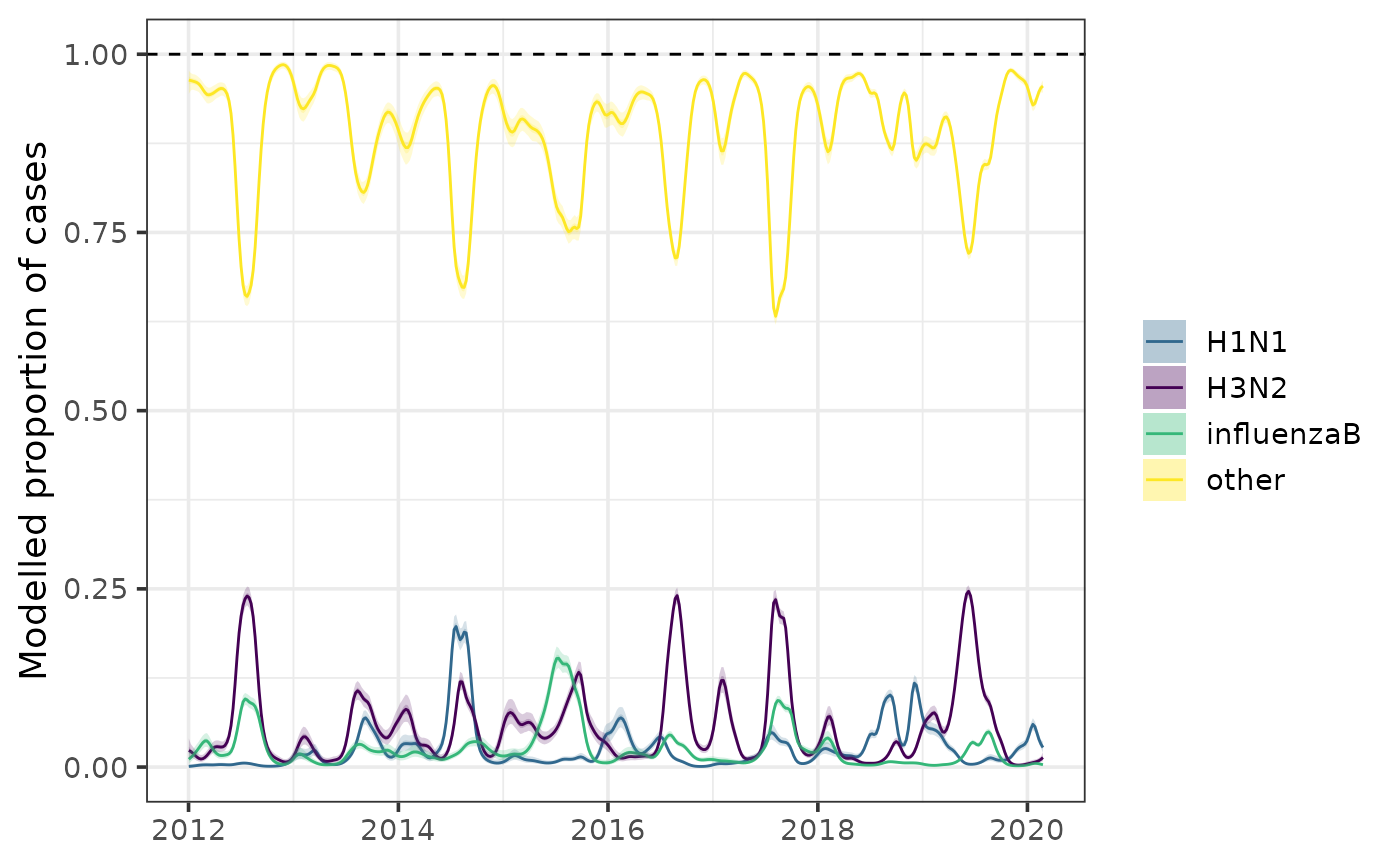 Modelled proportion of cases
1.00
0.75
0.50
0.25
0.00
2012 2014 2016 2018 2020
H1N1
H3N2
influenzaB
other